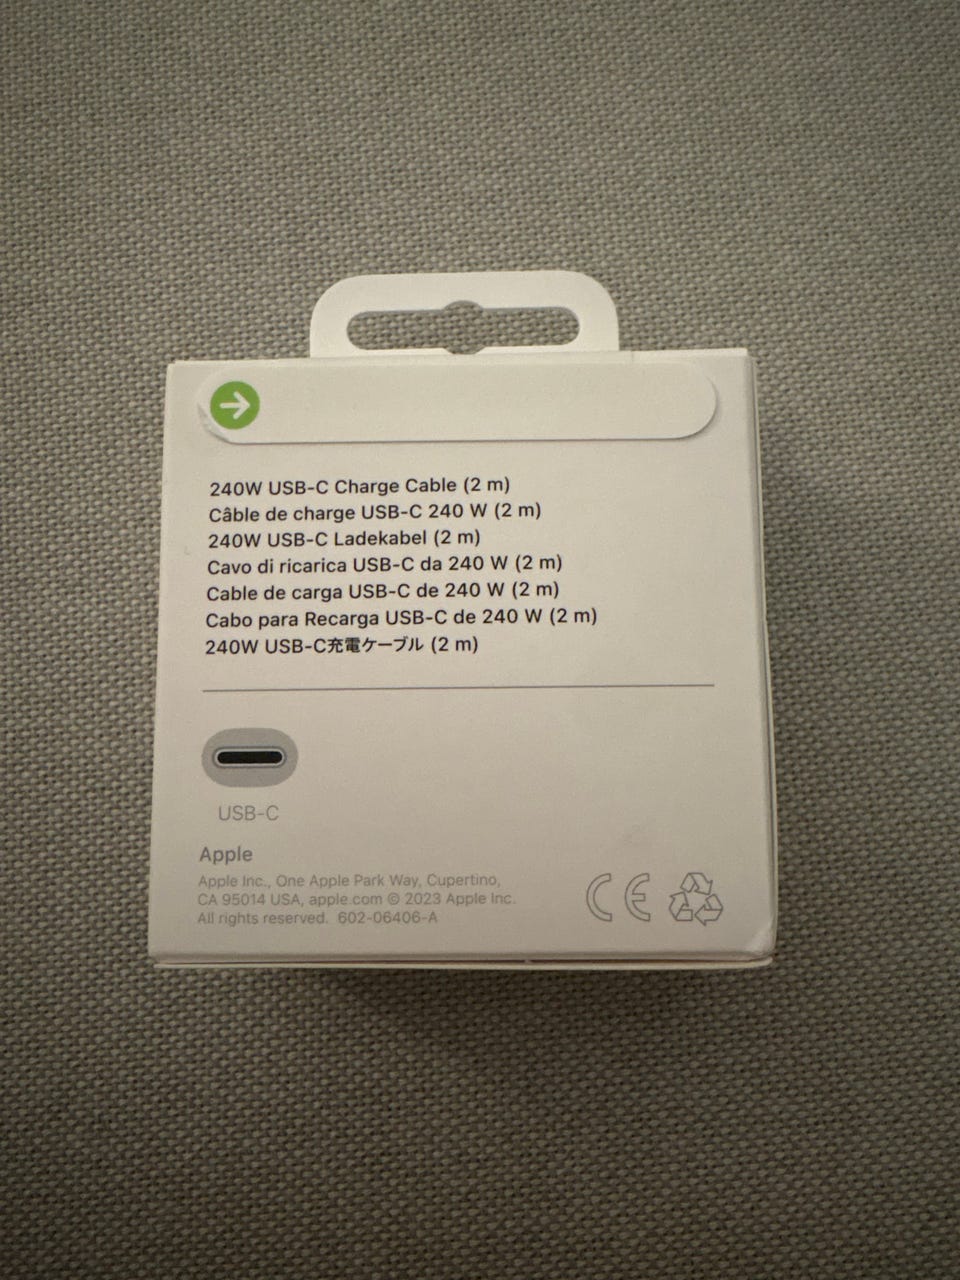 240W USB-C Charge Cable (2 m)
Câble de charge USB-C 240 W (2 m)
240W USB-C Ladekabel (2 m)
Cavo di ricarica USB-C da 240 W (2 m)
Cable de carga USB-C de 240 W (2 m)
Cabo para Recarga USB-C de 240 W (2 m)
240W USB-C充電ケーブル (2 m)
USB-C
Apple
Apple Inc., One Apple Park Way, Cupertino,
CA 95014 USA, apple.com © 2023 Apple Inc.
All rights reserved. 602-06406-A
CE